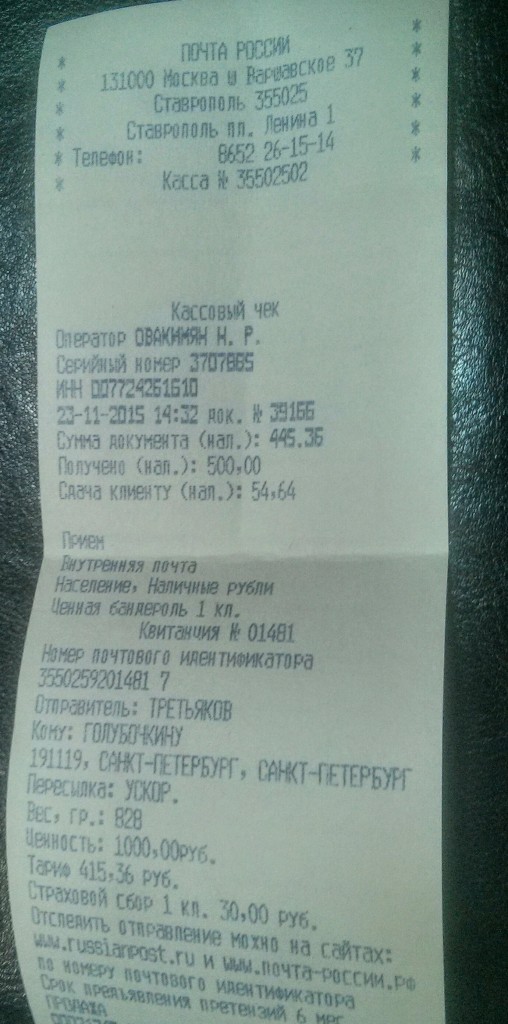 * ПОЧТА РОССИИ *
* 131000 Москва ш Варшавское 37 *
* Ставрополь 355025 *
* Ставрополь пл. Ленина 1 *
* Телефон: 8652 26-15-14 *
* Касса № 35502502 *
Кассовый чек
Оператор ОВАКИМЯН Н. Р.
Серийный номер 3707865
ИНН 007724261610
23-11-2015 14:32 док. № 39166
Сумма документа (нал.): 445.36
Получено (нал.): 500,00
Сдача клиенту (нал.): 54,64
Прием
Внутренняя почта
Население, Наличные рубли
Ценная бандероль 1 кл.
Квитанция № 01481
Номер почтового идентификатора
3550259201481 7
Отправитель: ТРЕТЬЯКОВ
Кому: ГОЛУБОЧКИНУ
191119, САНКТ-ПЕТЕРБУРГ, САНКТ-ПЕТЕРБУРГ
Пересылка: УСКОР.
Вес, гр.: 828
Ценность: 1000,00руб.
Тариф 415,36 руб.
Страховой сбор 1 кл. 30,00 руб.
Отследить отправление можно на сайтах:
www.russianpost.ru и www.почта-россии.рф
по номеру почтового идентификатора
Срок предъявления претензий 6 мес
ПРОДАЖА